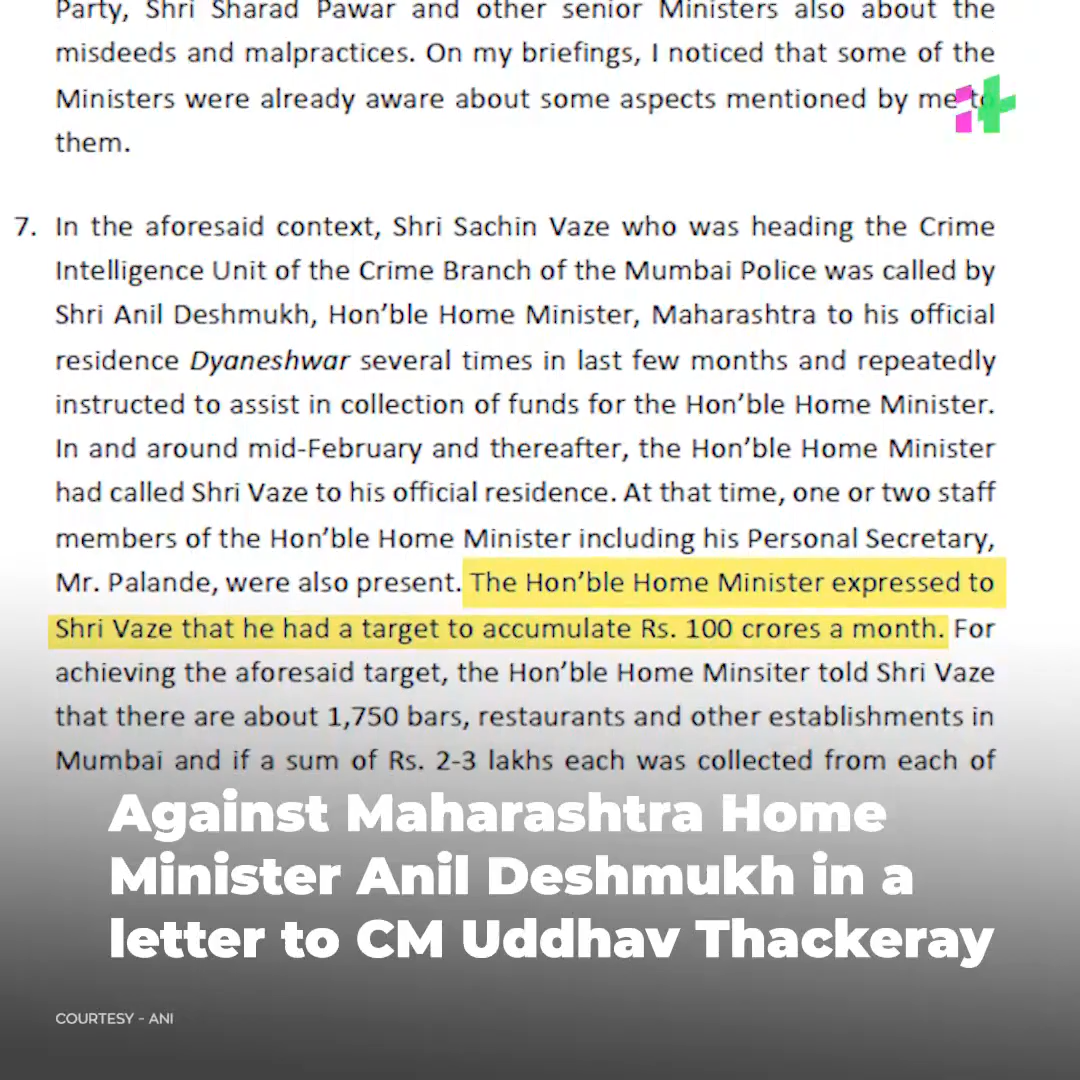 Party, Shri Sharad Pawar and other senior Ministers also about the
misdeeds and malpractices. On my briefings, I noticed that some of the
Ministers were already aware about some aspects mentioned by me to
them.
7. In the aforesaid context, Shri Sachin Vaze who was heading the Crime
Intelligence Unit of the Crime Branch of the Mumbai Police was called by
Shri Anil Deshmukh, Hon'ble Home Minister, Maharashtra to his official
residence Dyaneshwar several times in last few months and repeatedly
instructed to assist in collection of funds for the Hon'ble Home Minister.
In and around mid-February and thereafter, the Hon'ble Home Minister
had called Shri Vaze to his official residence. At that time, one or two staff
members of the Hon'ble Home Minister including his Personal Secretary,
Mr. Palande, were also present. The Hon'ble Home Minister expressed to
Shri Vaze that he had a target to accumulate Rs. 100 crores a month. For
achieving the aforesaid target, the Hon'ble Home Minsiter told Shri Vaze
that there are about 1,750 bars, restaurants and other establishments in
Mumbai and if a sum of Rs. 2-3 lakhs each was collected from each of
Against Maharashtra Home
Minister Anil Deshmukh in a
letter to CM Uddhav Thackeray
COURTESY - ANI